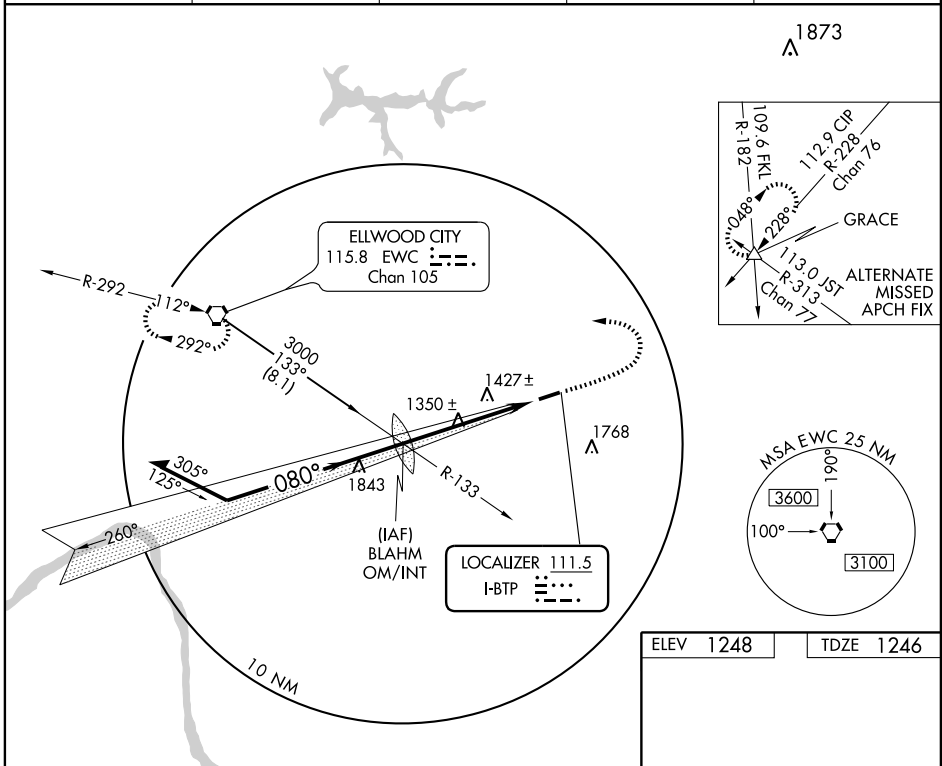 1873
109.6 FKL
R-182
112.9 CIP
R-228
Chan 76
048°
228°
GRACE
113.0 JST
R-313
Chan 77
ALTERNATE
MISSED
APCH FIX
ELLWOOD CITY
115.8 EWC
Chan 105
R-292
112°
292°
3000
133°
(8.1)
1427±
1350 ±
1768
305°
125°
080°
1843
R-133
260°
(IAF)
BLAHM
OM/INT
LOCALIZER 111.5
I-BTP
10 NM
MSA EWC 25 NM
190°
3600
100°
3100
ELEV 1248
TDZE 1246